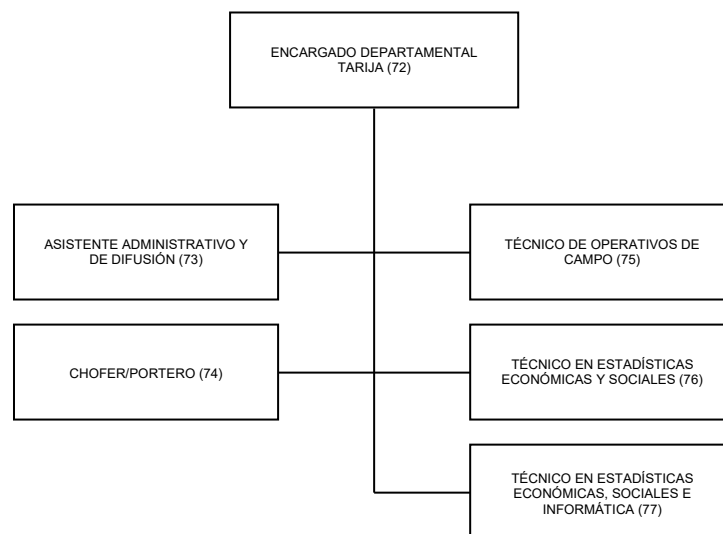 ENCARGADO DEPARTAMENTAL
TARIJA (72)
ASISTENTE ADMINISTRATIVO Y
DE DIFUSIÓN (73)
TÉCNICO DE OPERATIVOS DE
CAMPO (75)
CHOFER/PORTERO (74)
TÉCNICO EN ESTADÍSTICAS
ECONÓMICAS Y SOCIALES (76)
TÉCNICO EN ESTADÍSTICAS
ECONÓMICAS, SOCIALES E
INFORMÁTICA (77)